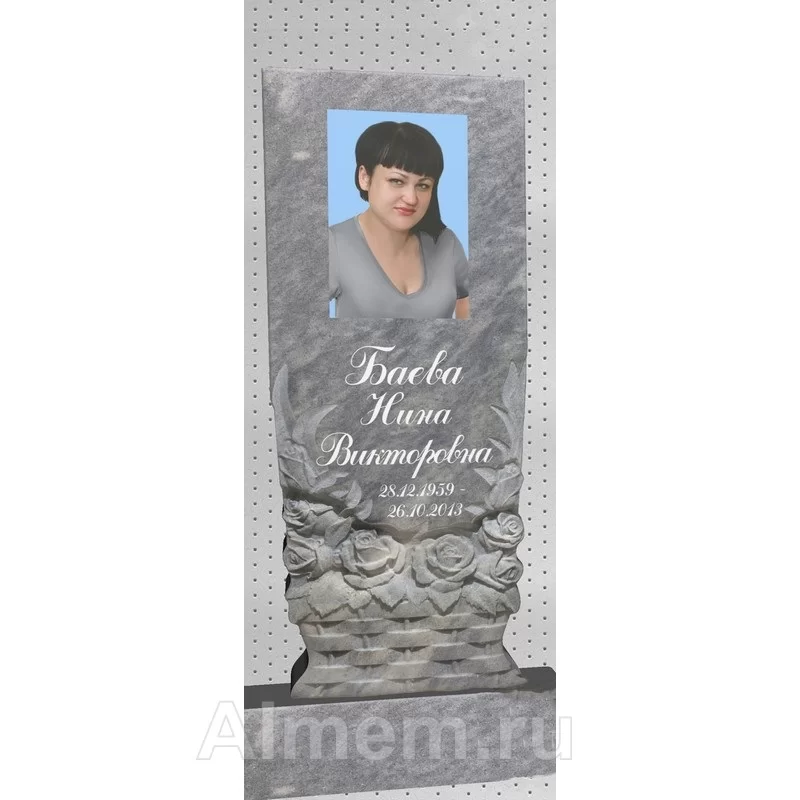 Баева
Нина
Викторовна
28.12.1959 -
26.10.2013
Almem.ru